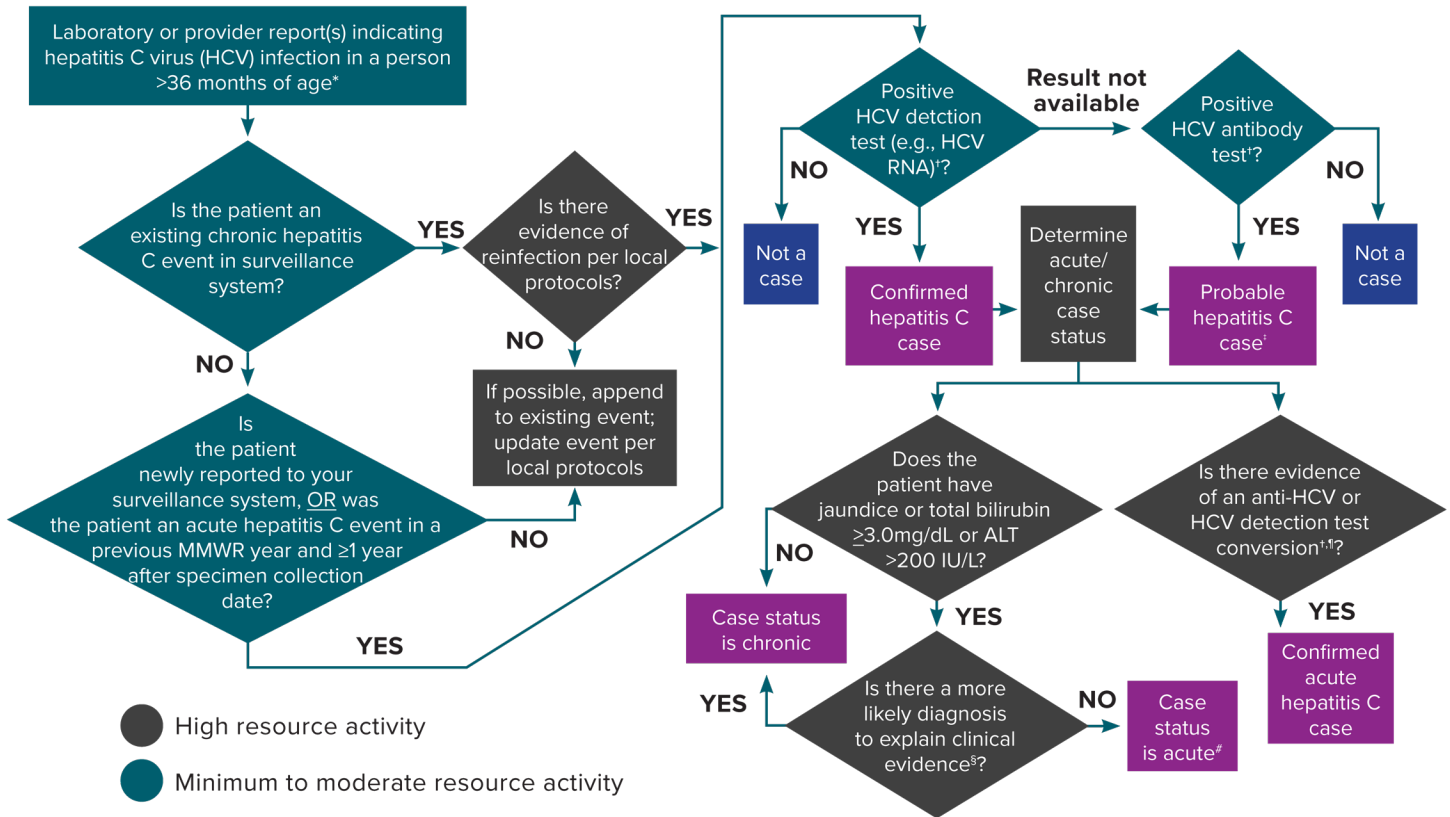 Laboratory or provider report(s) indicating
hepatitis C virus (HCV) infection in a person
>36 months of age*
Is the patient an
existing chronic hepatitis
C event in surveillance
system?
YES
NO
Is there
evidence of
reinfection per local
protocols?
YES
NO
If possible, append
to existing event;
update event per
local protocols
Is
the patient
newly reported to your
surveillance system, OR was
the patient an acute hepatitis C event in a
previous MMWR year and ≥1 year
after specimen collection
date?
NO
YES
Positive
HCV detction
test (e.g., HCV
RNA)†?
Result not
available
NO
YES
Positive
HCV antibody
test†?
NO
YES
Not a
case
Confirmed
hepatitis C
case
Determine
acute/
chronic
case
status
Probable
hepatitis C
case‡
Not a
case
Does the
patient have
jaundice or total bilirubin
≥3.0mg/dL or ALT
>200 IU/L?
NO
YES
Is there evidence
of an anti-HCV or
HCV detection test
conversion†,¶?
YES
Case status
is chronic
Is there a more
likely diagnosis
to explain clinical
evidence§?
YES
NO
Case
status
is acute#
Confirmed
acute
hepatitis C
case
High resource activity
Minimum to moderate resource activity